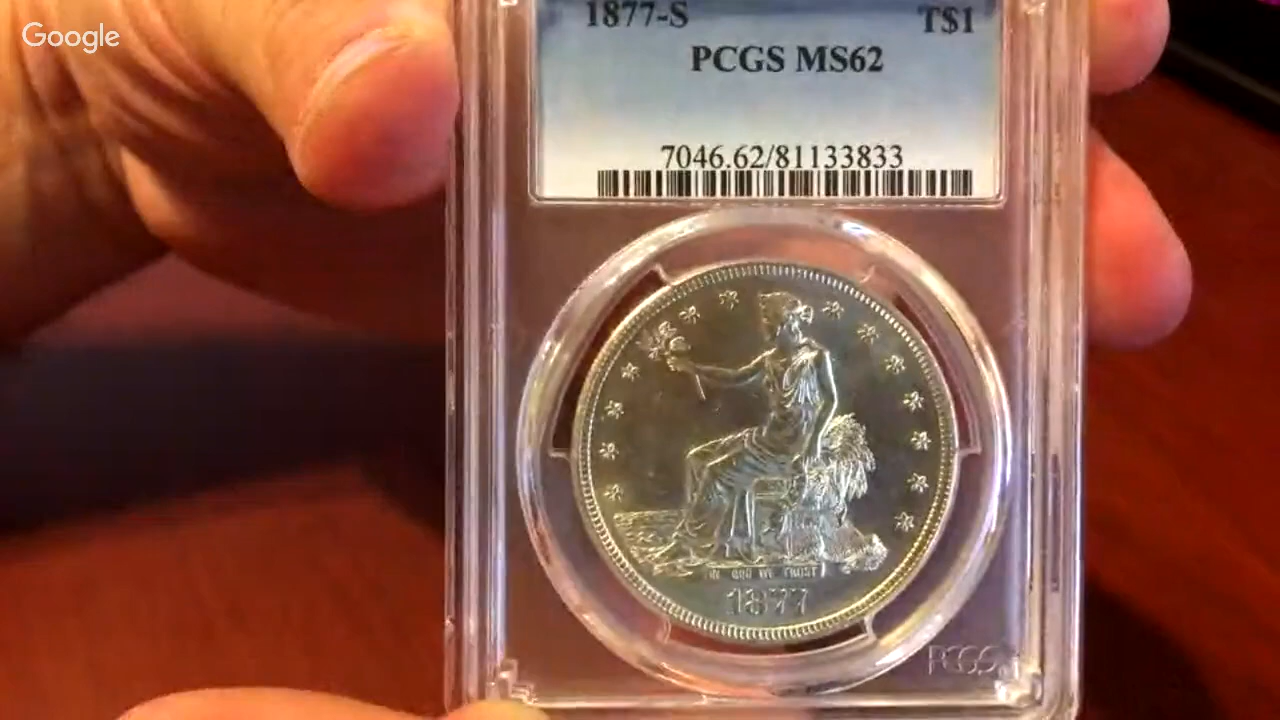 Google
1877-S T$1
PCGS MS62
7046.62/81133833
IN GOD WE TRUST
1877
PCGS